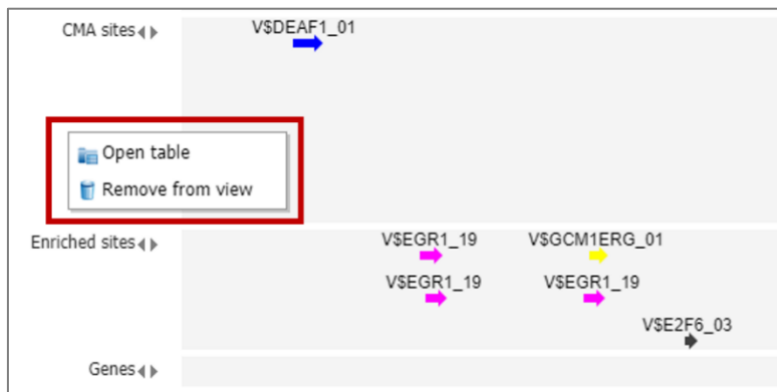 CMA sites
V$DEAF1_01
Open table
Remove from view
Enriched sites
V$EGR1_19 V$GCM1ERG_01
V$EGR1_19 V$EGR1_19
V$E2F6_03
Genes